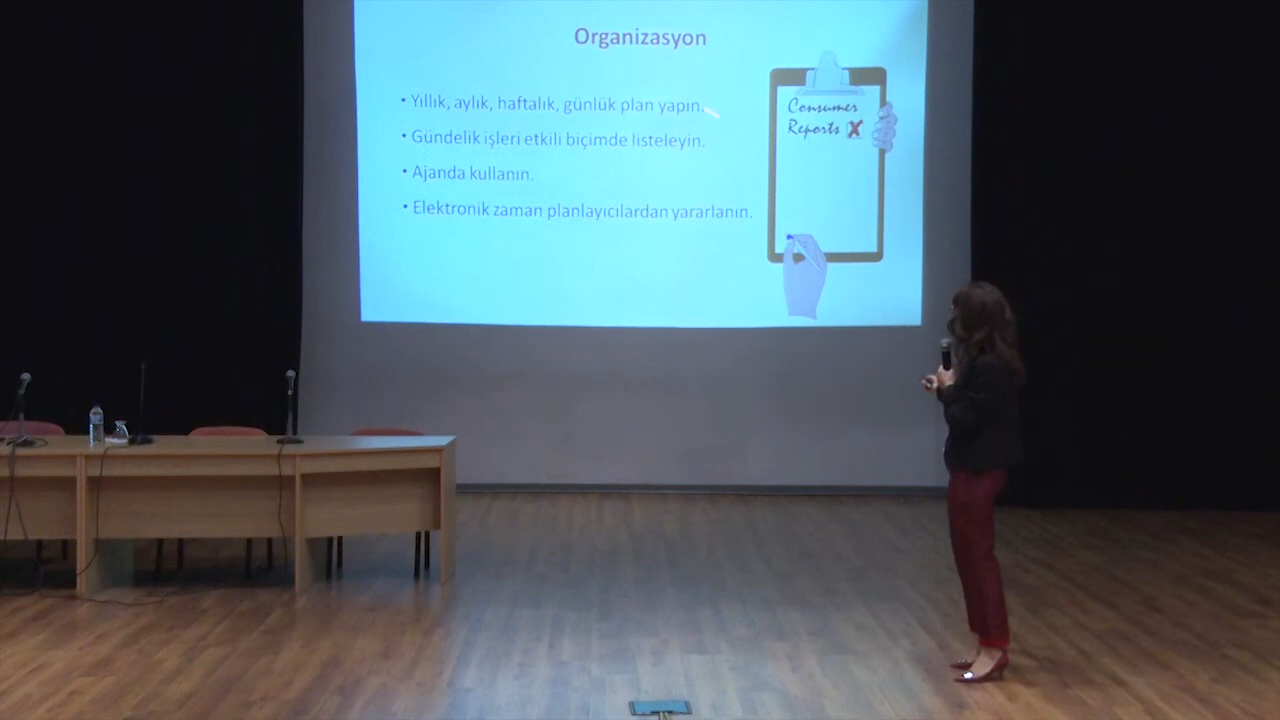 Organizasyon
• Yıllık, aylık, haftalık, günlük plan yapın.
• Gündelik işleri etkili biçimde listeleyin.
• Ajanda kullanın.
• Elektronik zaman planlayıcılardan yararlanın.
Consumer
Reports